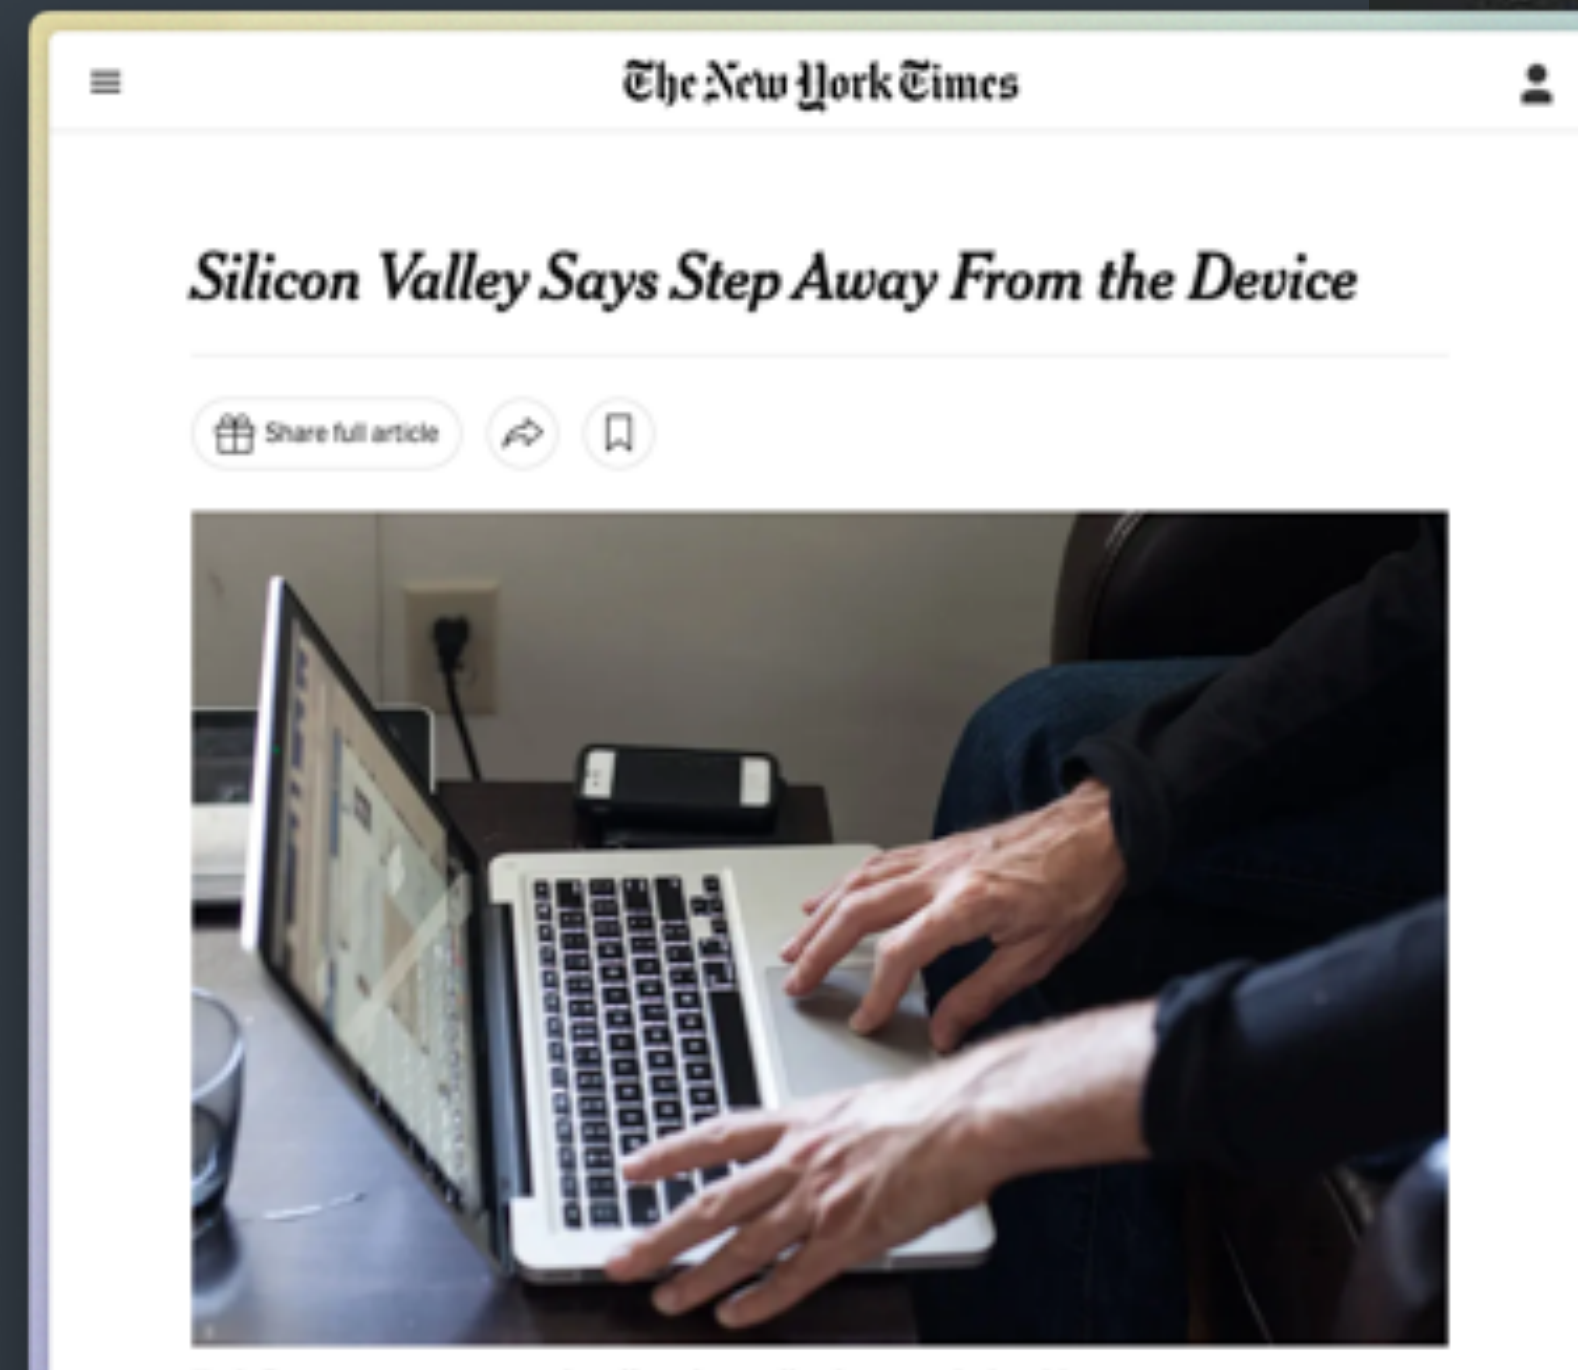 The New York Times
Silicon Valley Says Step Away From the Device
Share full article